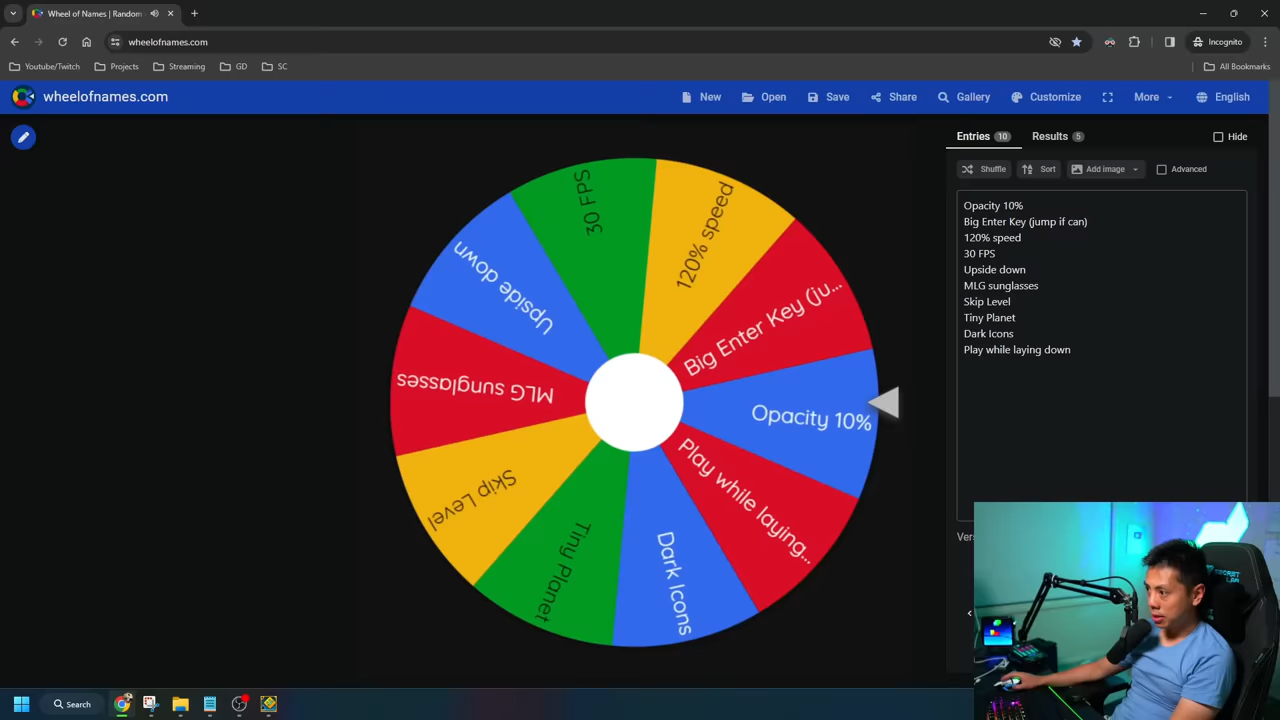 Wheel of Names | Random
wheelofnames.com
Incognito
Youtube/Twitch
Projects
Streaming
GD
SC
All Bookmarks
wheelofnames.com
New
Open
Save
Share
Gallery
Customize
More
English
Entries 10
Results 5
Hide
Shuffle
Sort
Add image
Advanced
Opacity 10%
Big Enter Key (jump if can)
120% speed
30 FPS
Upside down
MLG sunglasses
Skip Level
Tiny Planet
Dark Icons
Play while laying down
30 FPS
120% speed
Big Enter Key (ju...
Opacity 10%
Play while laying...
Dark Icons
Tiny Planet
Skip Level
MLG sunglasses
Upside down
Search